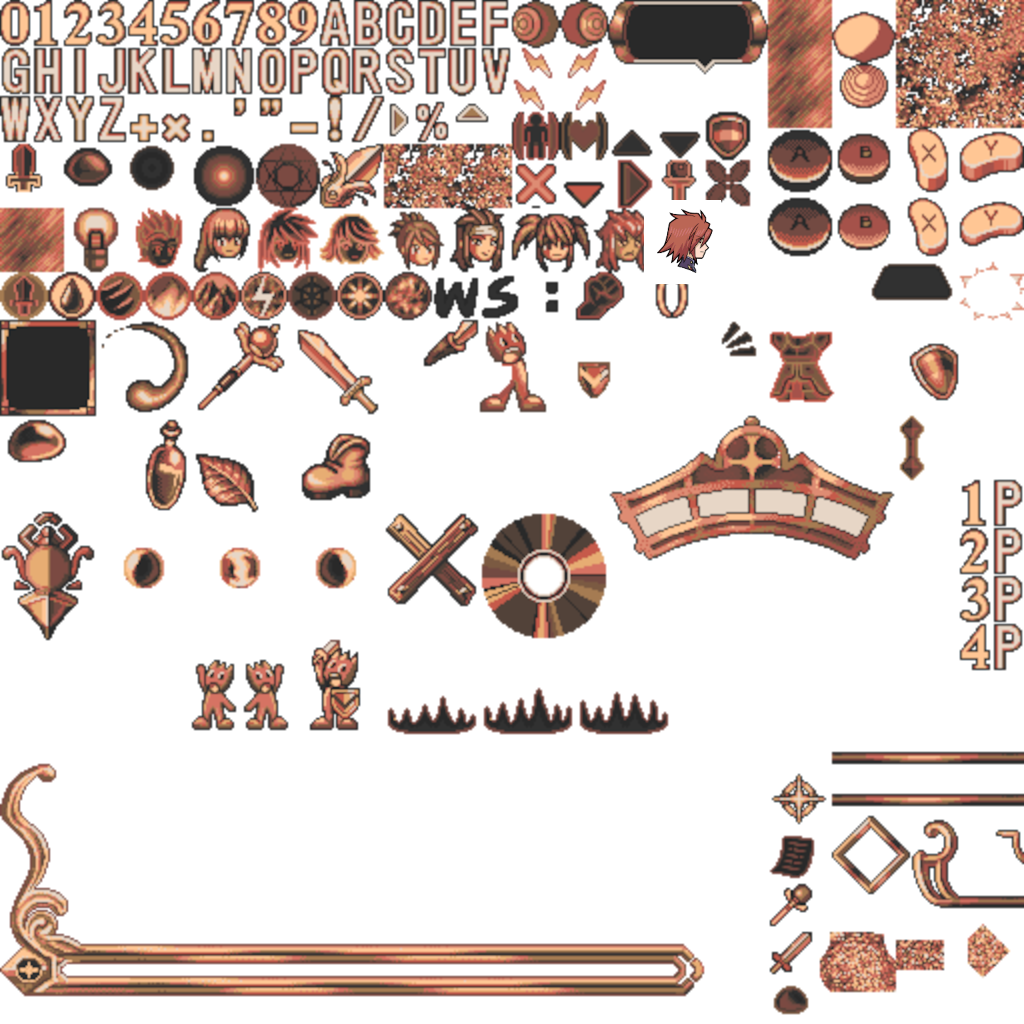 0123456789ABCDEF
GHIJKLMNOPQRSTUV
WXYZ+×.'"-!/%
A B X Y
A B X Y
WS:
1P
2P
3P
4P